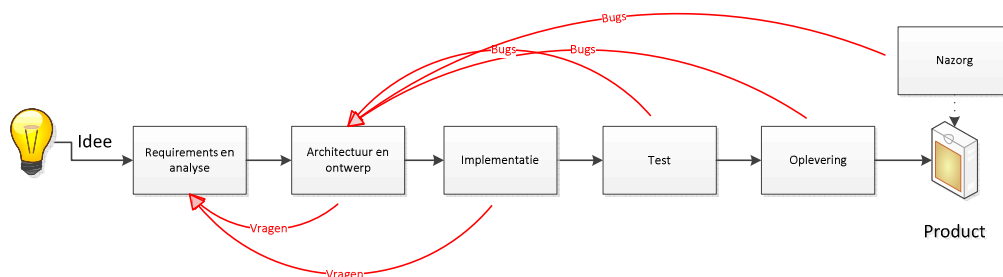 Bugs
Bugs
Bugs
Nazorg
Idee
Requirements en
analyse
Architectuur en
ontwerp
Implementatie
Test
Oplevering
Vragen
Vragen
Product